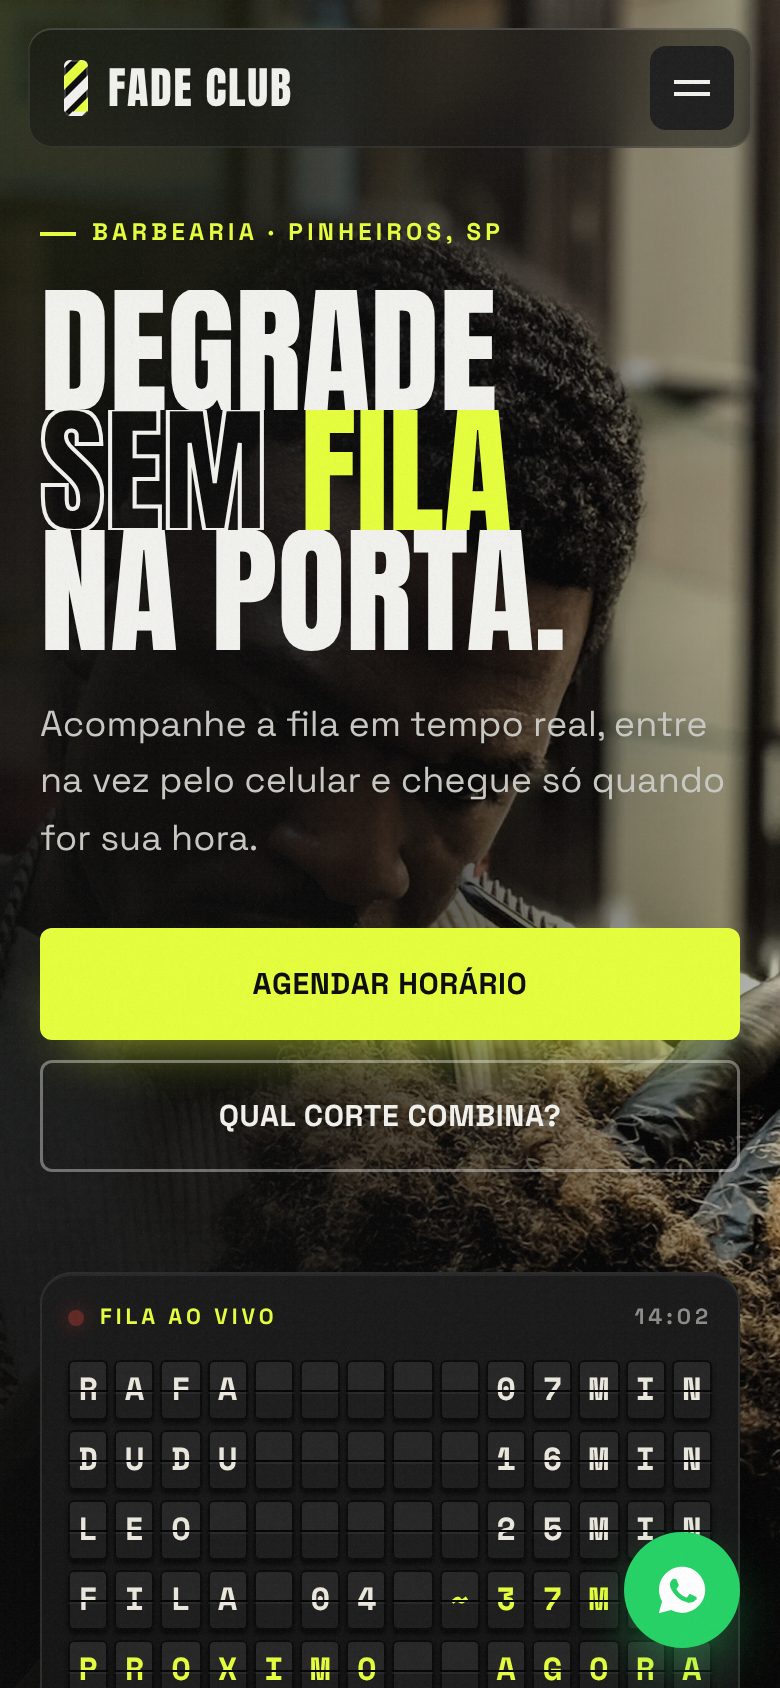 FADE CLUB
BARBEARIA · PINHEIROS, SP
DEGRADE
SEM FILA
NA PORTA.
Acompanhe a fila em tempo real, entre
na vez pelo celular e chegue só quando
for sua hora.
AGENDAR HORÁRIO
QUAL CORTE COMBINA?
FILA AO VIVO 14:02
RAFA 07MIN
DUDU 16MIN
LEO 25MIN
FILA 04 ~37M
PROXIMO AGORA